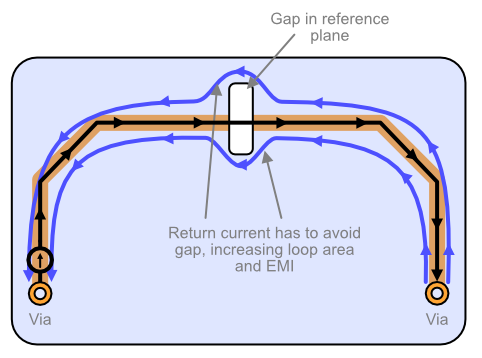 Gap in reference
plane
Return current has to avoid
gap, increasing loop area
and EMI
Via
Via